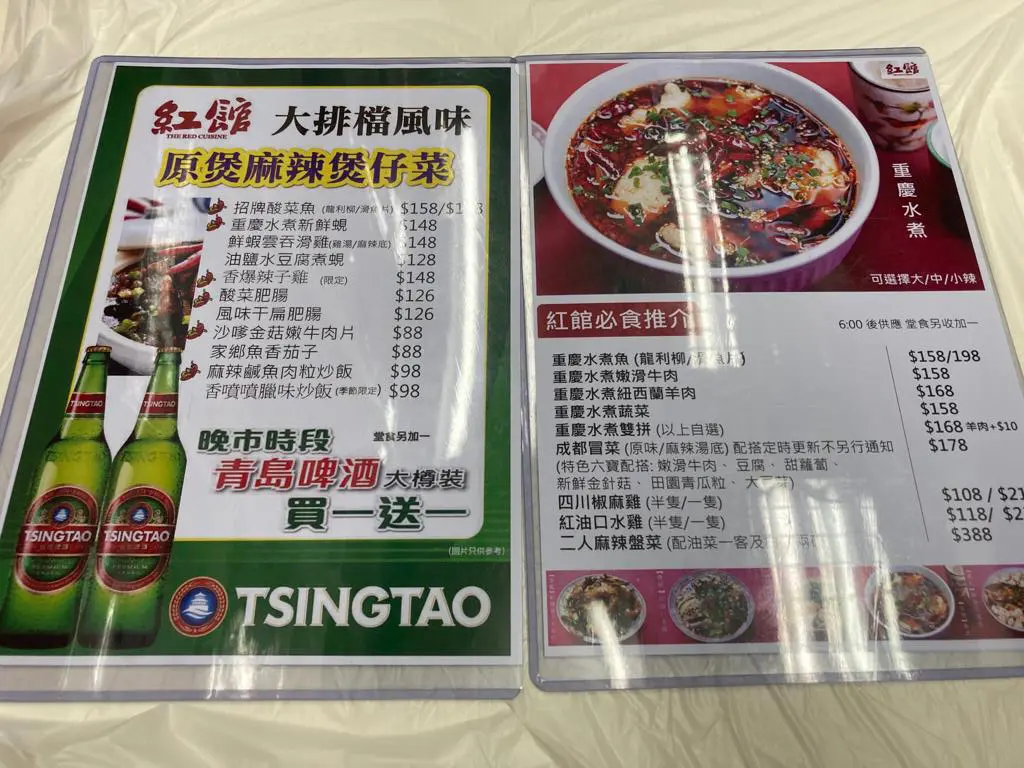 紅館
THE RED CUISINE
大排檔風味
原煲麻辣煲仔菜
招牌酸菜魚 (龍利柳/滑魚片) $158/$1
重慶水煮新鮮蜆 $148
鮮蝦雲吞滑雞(雞湯/麻辣底) $148
油鹽水豆腐煮蜆 $128
香爆辣子雞 (限定) $148
酸菜肥腸 $126
風味干扁肥腸 $126
沙嗲金菇嫩牛肉片 $88
家鄉魚香茄子 $88
麻辣鹹魚肉粒炒飯 $98
香噴噴臘味炒飯 (季節限定) $98
晚市時段 堂食另加一
青島啤酒 大樽裝
買一送一
(圖片只供參考)
TSINGTAO
TSINGTAO
TSINGTAO
TSINGTAO
TSINGTAO
紅館
重慶水煮
可選擇大/中/小辣
紅館必食推介
6:00 後供應 堂食另收加一
重慶水煮魚 (龍利柳/滑魚片) $158/198
重慶水煮嫩滑牛肉 $158
重慶水煮紐西蘭羊肉 $168
重慶水煮蔬菜 $158
重慶水煮雙拼 (以上自選) $168 羊肉+$10
成都冒菜 (原味/麻辣湯底) 配搭定時更新不另行通知 $178
(特色六寶配搭: 嫩滑牛肉、豆腐、甜蘿蔔、
新鮮金針菇、田園青瓜粒、大
四川椒麻雞 (半隻/一隻) $108 / $21
紅油口水雞 (半隻/一隻) $118/ $2
二人麻辣盤菜 (配油菜一客及 $388